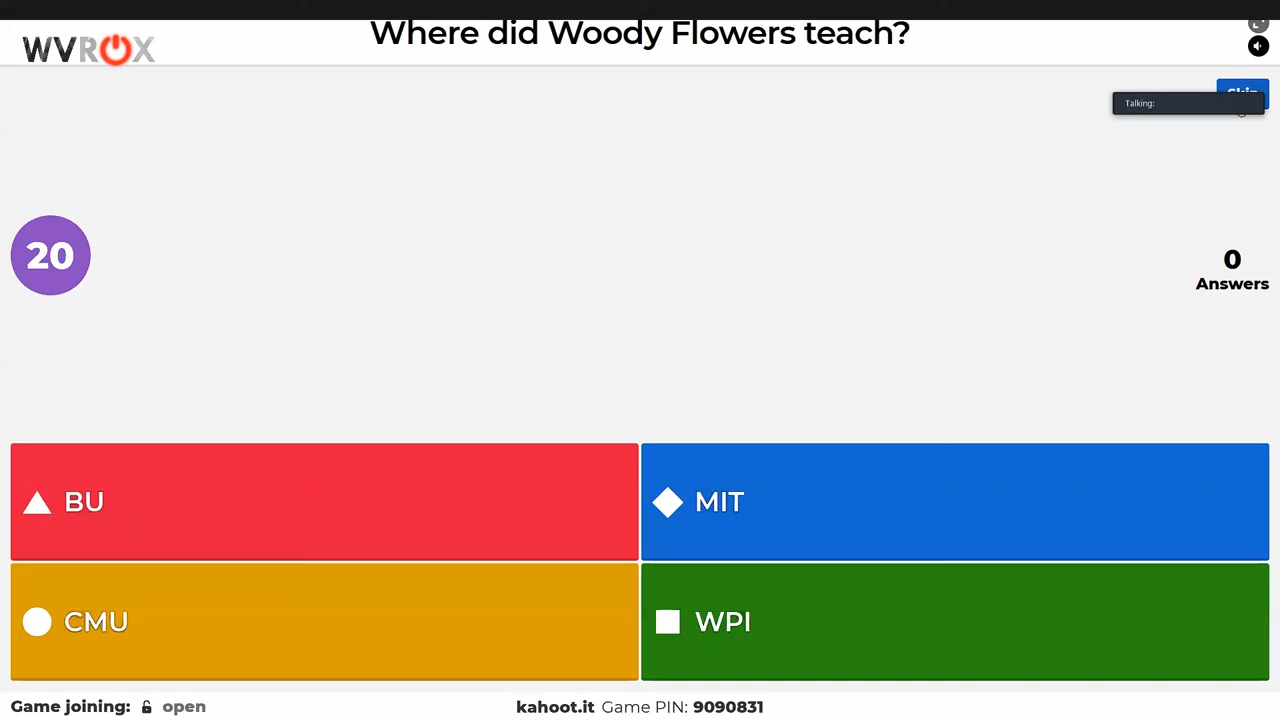 Where did Woody Flowers teach?
WVROX
Skip
Talking:
20
0
Answers
BU
MIT
CMU
WPI
Game joining: open
kahoot.it Game PIN: 9090831